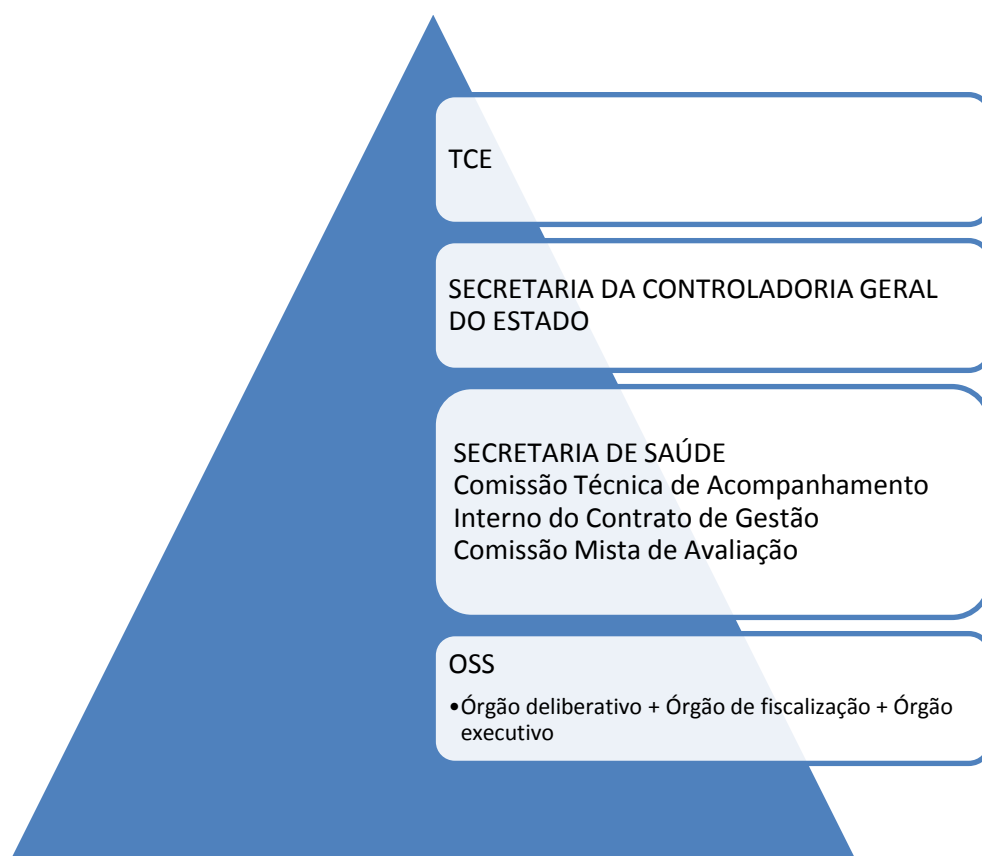 TCE
SECRETARIA DA CONTROLADORIA GERAL
DO ESTADO
SECRETARIA DE SAÚDE
Comissão Técnica de Acompanhamento
Interno do Contrato de Gestão
Comissão Mista de Avaliação
OSS
•Órgão deliberativo + Órgão de fiscalização + Órgão
executivo